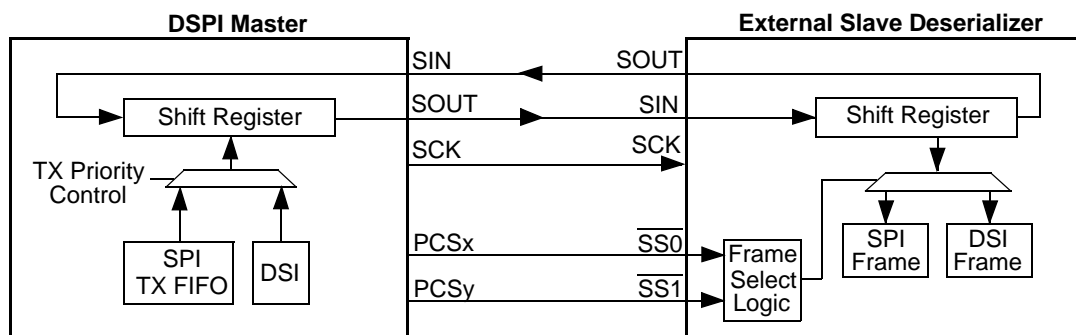 DSPI Master
External Slave Deserializer
SIN
SOUT
Shift Register
SOUT
SIN
Shift Register
SCK
SCK
TX Priority
Control
SPI
TX FIFO
DSI
PCSx
SS0
PCSy
SS1
Frame
Select
Logic
SPI
Frame
DSI
Frame